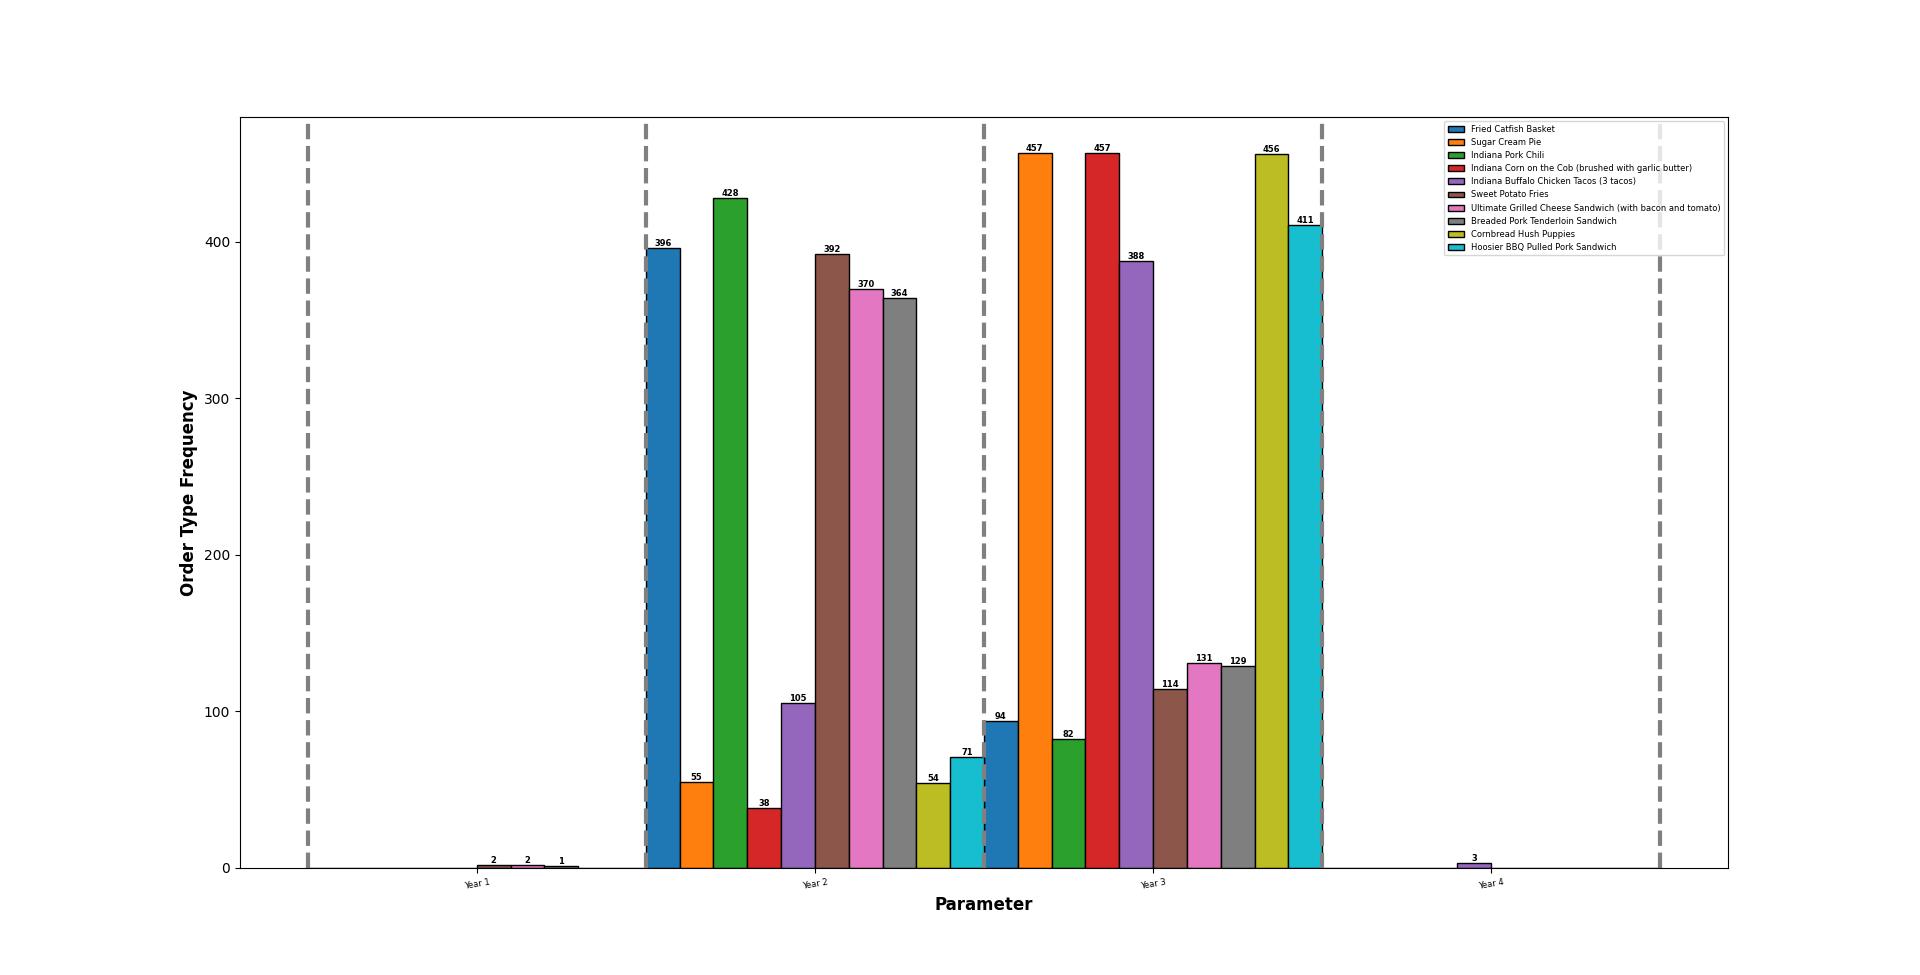 Fried Catfish Basket
Sugar Cream Pie
Indiana Pork Chili
Indiana Corn on the Cob (brushed with garlic butter)
Indiana Buffalo Chicken Tacos (3 tacos)
Sweet Potato Fries
Ultimate Grilled Cheese Sandwich (with bacon and tomato)
Breaded Pork Tenderloin Sandwich
Cornbread Hush Puppies
Hoosier BBQ Pulled Pork Sandwich
Order Type Frequency
400
300
200
100
0
2 2 1
396 55 428 38 105 392 370 364 54 71
94 457 82 457 388 114 131 129 456 411
3
Year 1 Year 2 Year 3 Year 4
Parameter